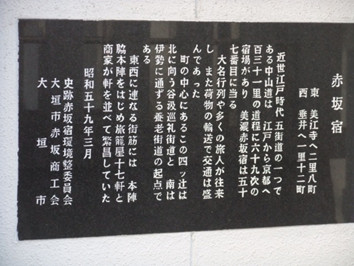 赤坂宿
東 美江寺へ二里八町
西 垂井へ一里十二町
近世江戸時代 五街道の一つで
ある中山道は 江戸から京都へ
百三十一里の道程に六十九次の
宿場があり 美濃赤坂宿は五十
七番目に当る
大名行列や多くの旅人が往来
し また荷物の輸送で交通は盛
んであった
町の中心にあるこの四ッ辻は
北に向う谷汲巡礼街道と 南は
伊勢に通ずる養老街道の起点で
ある
東西に連なる街筋には 本陣
脇本陣をはじめ旅籠屋十七軒と
商家が軒を並べて繁昌していた
昭和五十九年三月
史跡赤坂宿環境整備委員会
大垣市赤坂商工会
大垣市